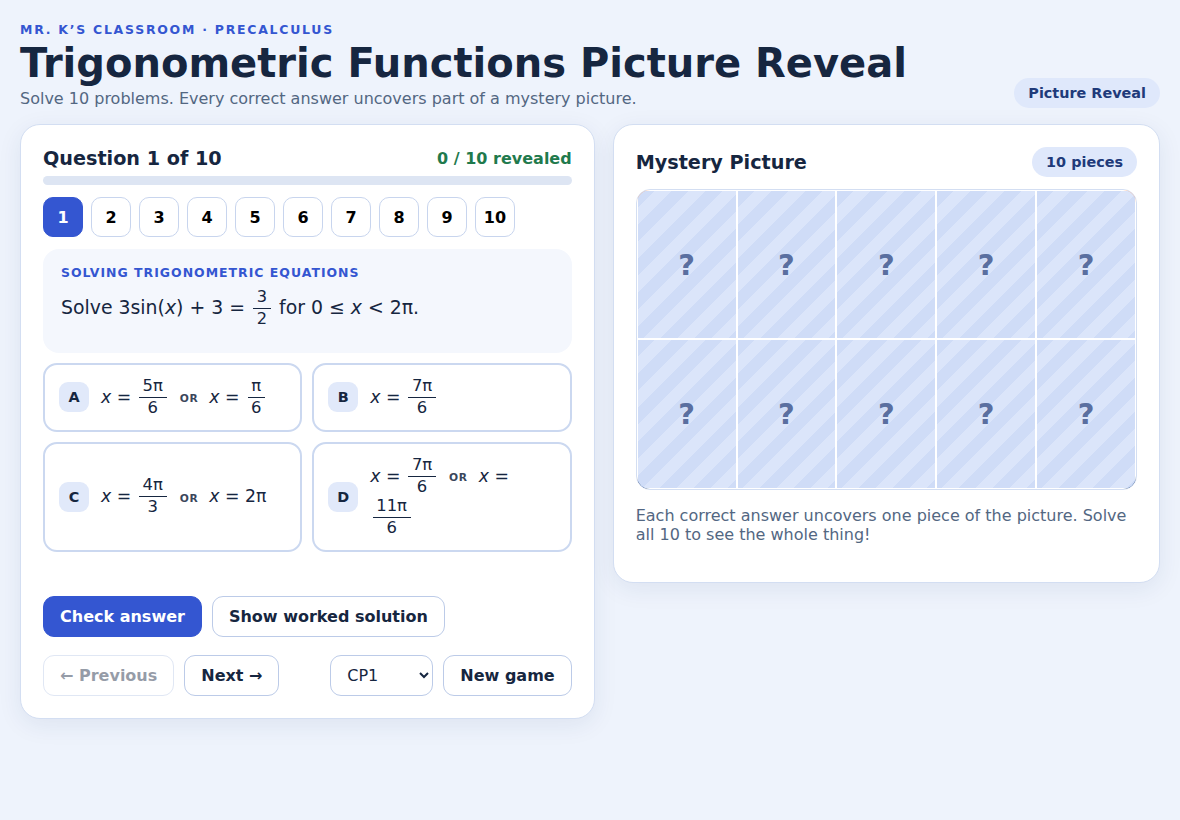 MR. K’S CLASSROOM · PRECALCULUS
Trigonometric Functions Picture Reveal
Solve 10 problems. Every correct answer uncovers part of a mystery picture.
Picture Reveal
Question 1 of 10
0 / 10 revealed
1 2 3 4 5 6 7 8 9 10
SOLVING TRIGONOMETRIC EQUATIONS
Solve 3sin(x) + 3 = 3/2 for 0 ≤ x < 2π.
A x = 5π/6 OR x = π/6
B x = 7π/6
C x = 4π/3 OR x = 2π
D x = 7π/6 OR x =
11π/6
Check answer
Show worked solution
← Previous
Next →
CP1
New game
Mystery Picture
10 pieces
? ? ? ? ?
? ? ? ? ?
Each correct answer uncovers one piece of the picture. Solve
all 10 to see the whole thing!